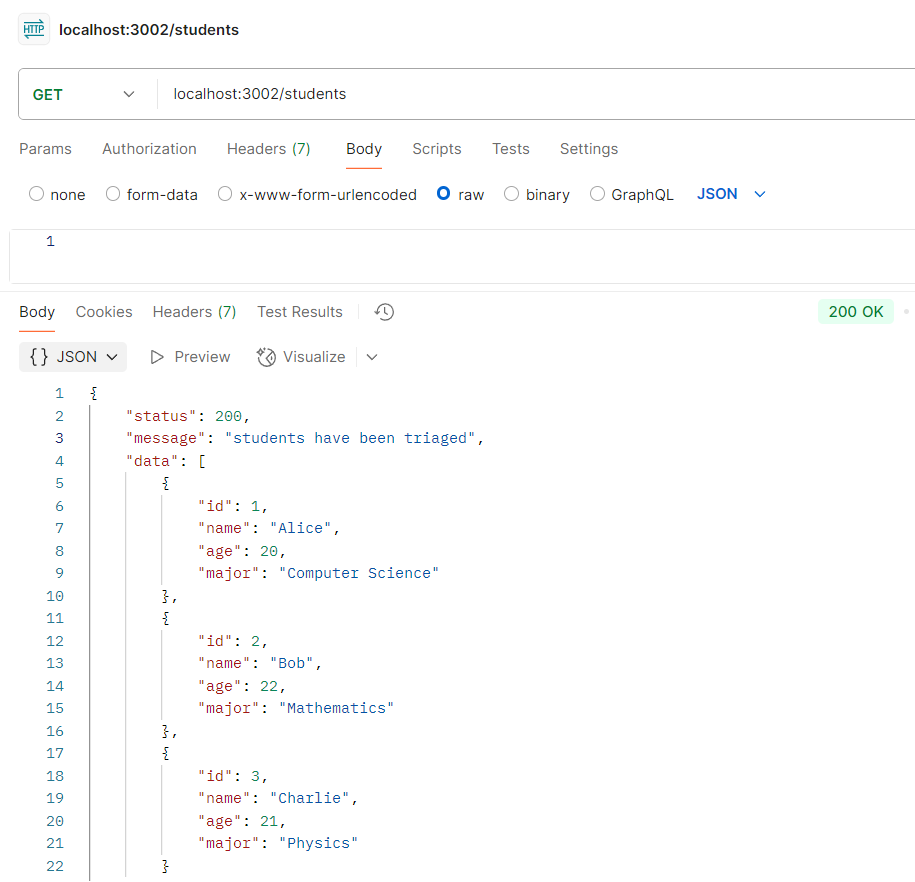 HTTP localhost:3002/students
GET localhost:3002/students
Params Authorization Headers (7) Body Scripts Tests Settings
none form-data x-www-form-urlencoded raw binary GraphQL JSON
1
Body Cookies Headers (7) Test Results 200 OK
{} JSON Preview Visualize
1 {
2 "status": 200,
3 "message": "students have been triaged",
4 "data": [
5 {
6 "id": 1,
7 "name": "Alice",
8 "age": 20,
9 "major": "Computer Science"
10 },
11 {
12 "id": 2,
13 "name": "Bob",
14 "age": 22,
15 "major": "Mathematics"
16 },
17 {
18 "id": 3,
19 "name": "Charlie",
20 "age": 21,
21 "major": "Physics"
22 }